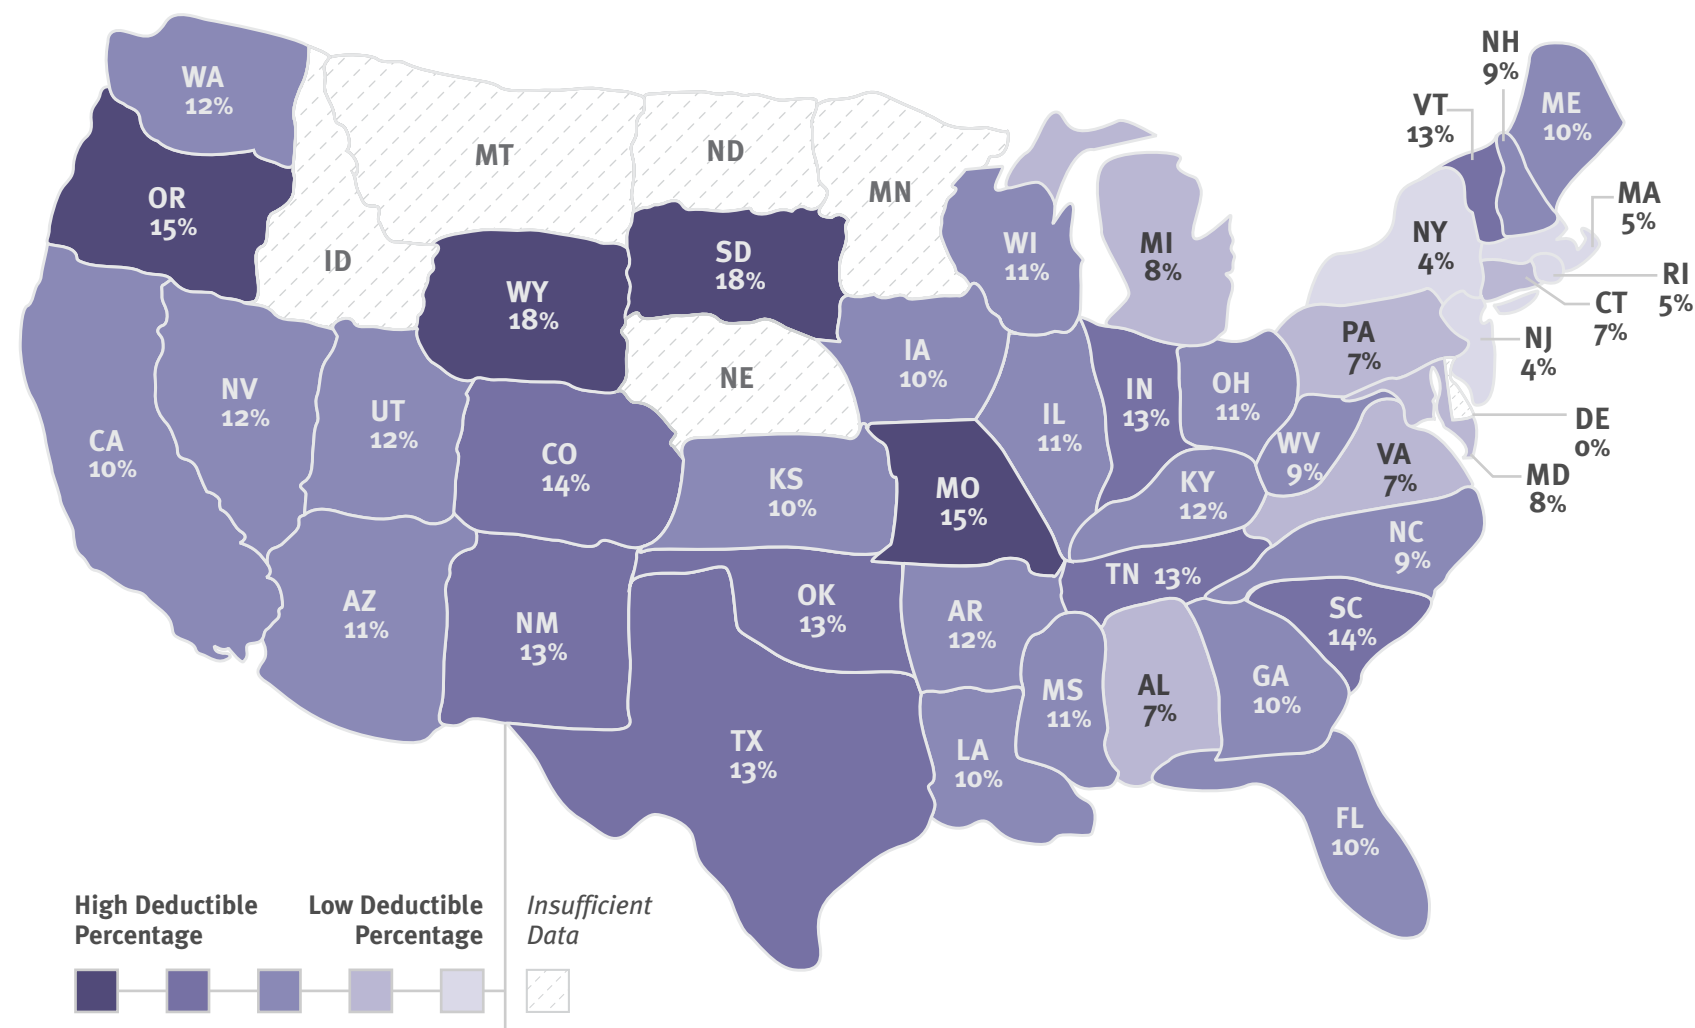 NH
9%
VT
13%
ME
10%
WA
12%
MT
ND
MN
OR
15%
MA
5%
ID
SD
18%
WI
11%
MI
8%
NY
4%
RI
5%
WY
18%
CT
7%
PA
7%
NJ
4%
IA
10%
NE
NV
12%
UT
12%
IN
13%
OH
11%
IL
11%
DE
0%
CA
10%
CO
14%
KS
10%
MO
15%
WV
9%
VA
7%
MD
8%
KY
12%
NC
9%
AZ
11%
NM
13%
OK
13%
AR
12%
TN 13%
SC
14%
MS
11%
AL
7%
GA
10%
TX
13%
LA
10%
FL
10%
High Deductible
Percentage
Low Deductible
Percentage
Insufficient
Data